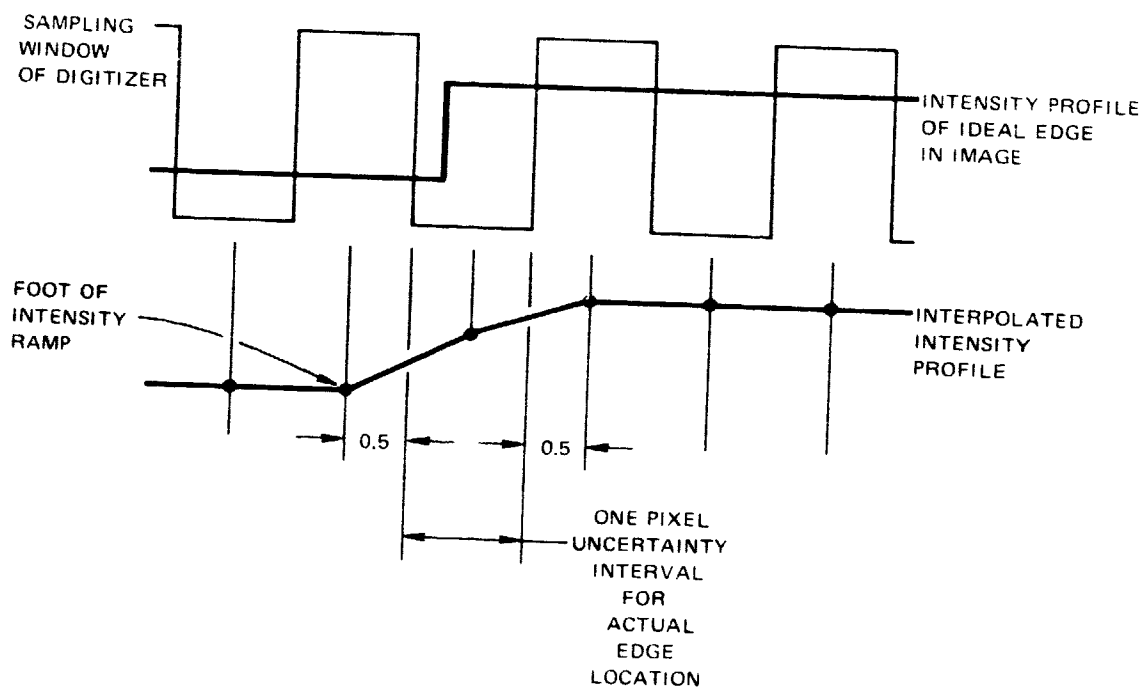 SAMPLING
WINDOW
OF DIGITIZER
INTENSITY PROFILE
OF IDEAL EDGE
IN IMAGE
FOOT OF
INTENSITY
RAMP
INTERPOLATED
INTENSITY
PROFILE
0.5
0.5
ONE PIXEL
UNCERTAINTY
INTERVAL
FOR
ACTUAL
EDGE
LOCATION